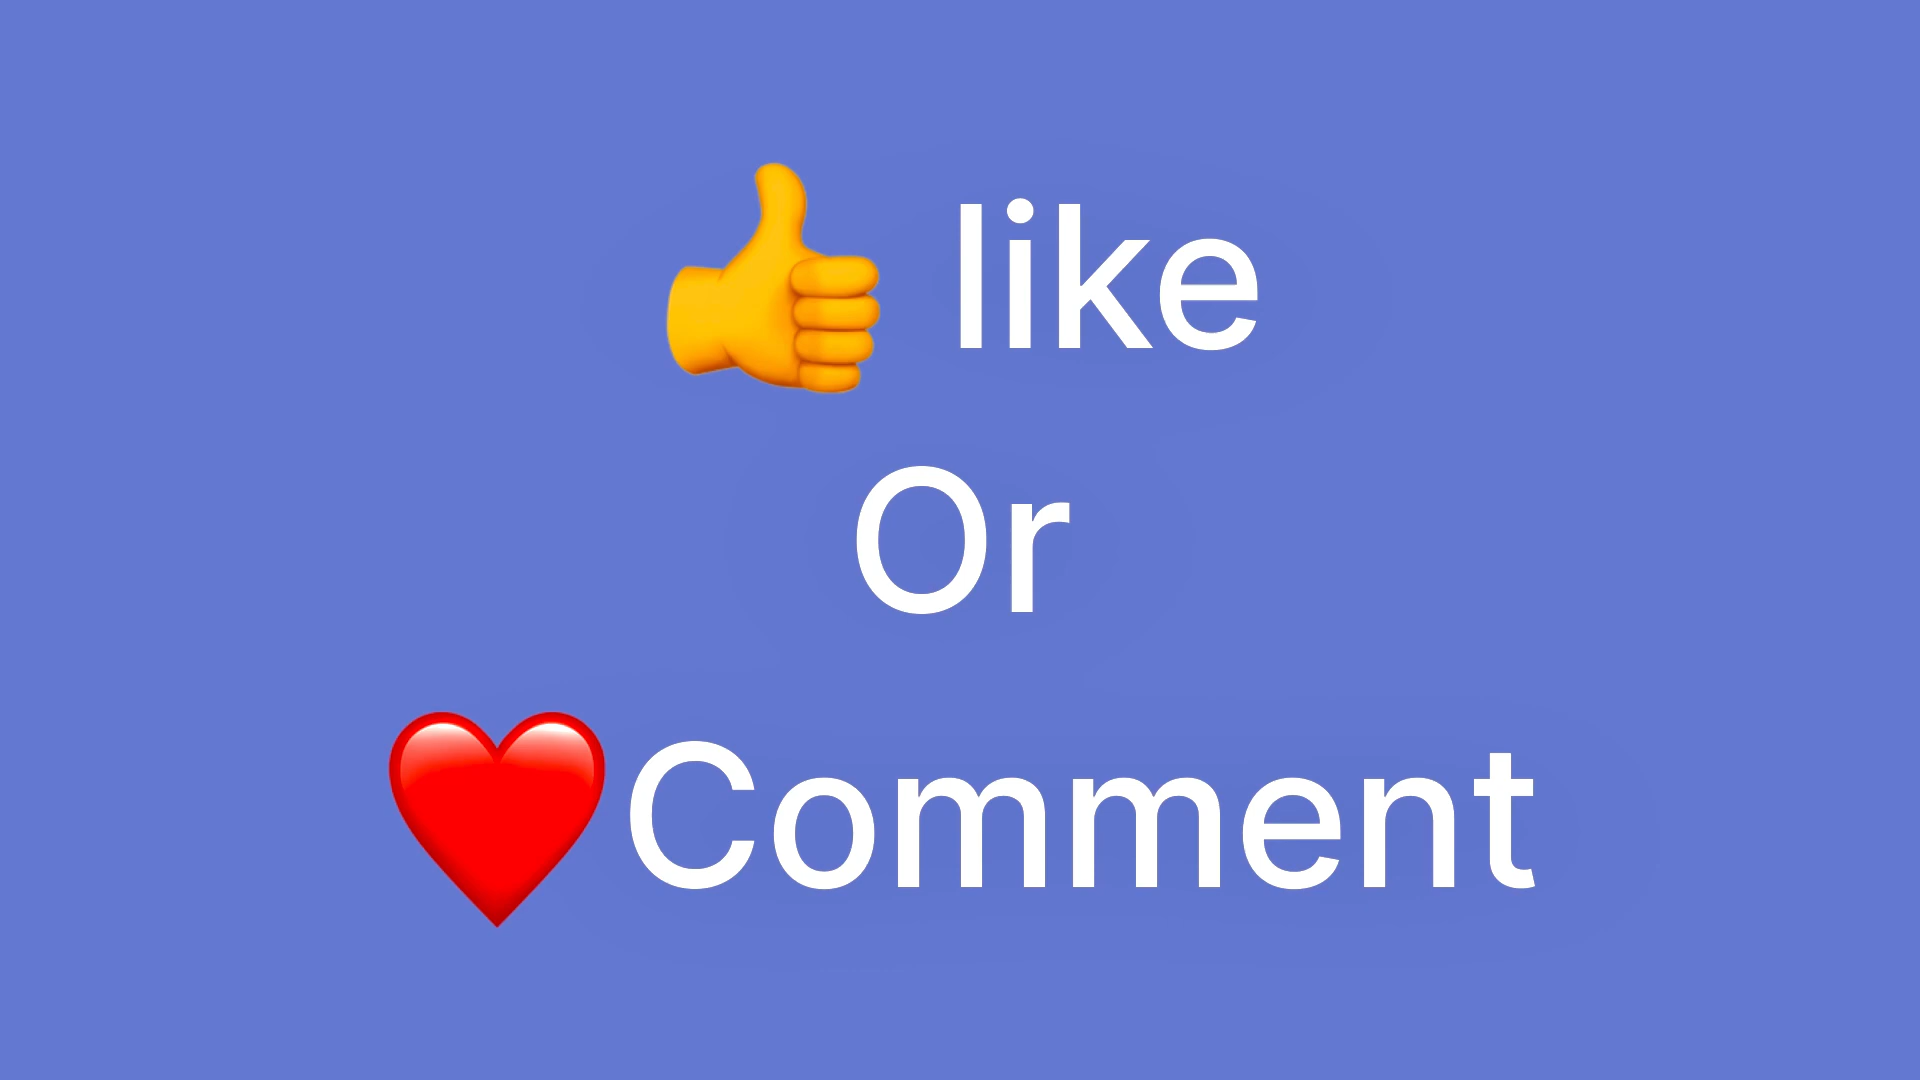 👍 like
Or
❤️Comment